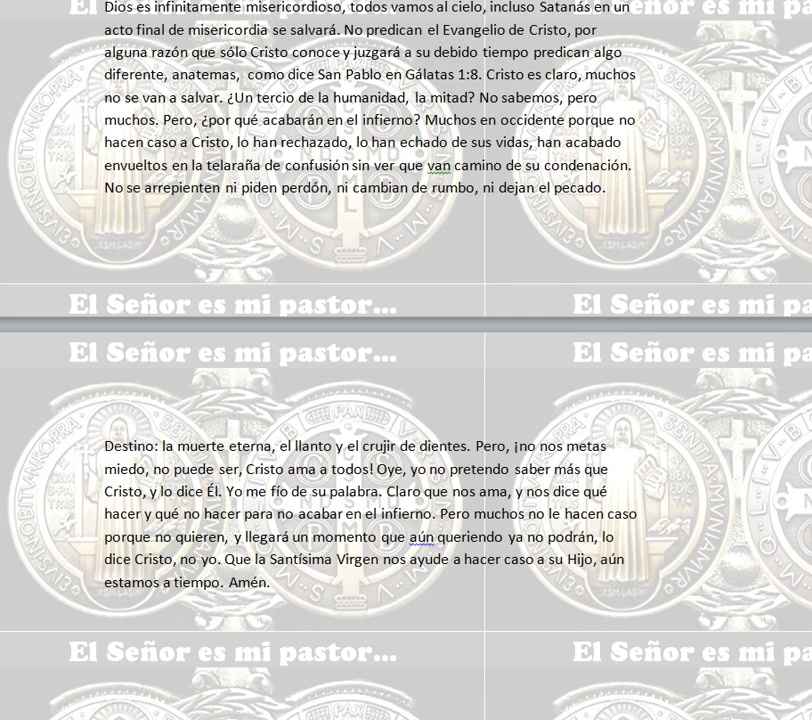 El Señor es mi pastor... El Señor es mi pa
Dios es infinitamente misericordioso, todos vamos al cielo, incluso Satanás en un
acto final de misericordia se salvará. No predican el Evangelio de Cristo, por
alguna razón que sólo Cristo conoce y juzgará a su debido tiempo predican algo
diferente, anatemas, como dice San Pablo en Gálatas 1:8. Cristo es claro, muchos
no se van a salvar. ¿Un tercio de la humanidad, la mitad? No sabemos, pero
muchos. Pero, ¿por qué acabarán en el infierno? Muchos en occidente porque no
hacen caso a Cristo, lo han rechazado, lo han echado de sus vidas, han acabado
envueltos en la telaraña de confusión sin ver que van camino de su condenación.
No se arrepienten ni piden perdón, ni cambian de rumbo, ni dejan el pecado.
El Señor es mi pastor... El Señor es mi pa
El Señor es mi pastor... El Señor es mi pa
PAX
Destino: la muerte eterna, el llanto y el crujir de dientes. Pero, ¡no nos metas
miedo, no puede ser, Cristo ama a todos! Oye, yo no pretendo saber más que
Cristo, y lo dice Él. Yo me fío de su palabra. Claro que nos ama, y nos dice qué
hacer y qué no hacer para no acabar en el infierno. Pero muchos no le hacen caso
porque no quieren, y llegará un momento que aún queriendo ya no podrán, lo
dice Cristo, no yo. Que la Santísima Virgen nos ayude a hacer caso a su Hijo, aún
estamos a tiempo. Amén.
El Señor es mi pastor... El Señor es mi pa